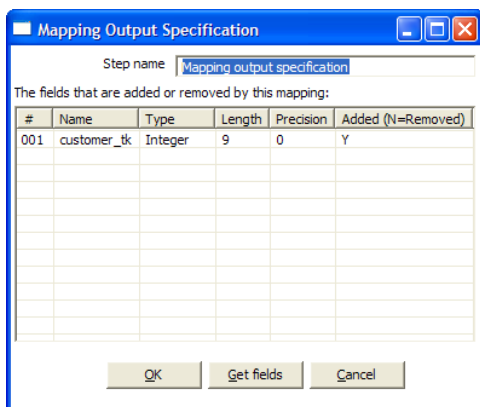 Mapping Output Specification
Step name Mapping output specification
The fields that are added or removed by this mapping:
# Name Type Length Precision Added (N=Removed)
001 customer_tk Integer 9 0 Y
OK Get fields Cancel